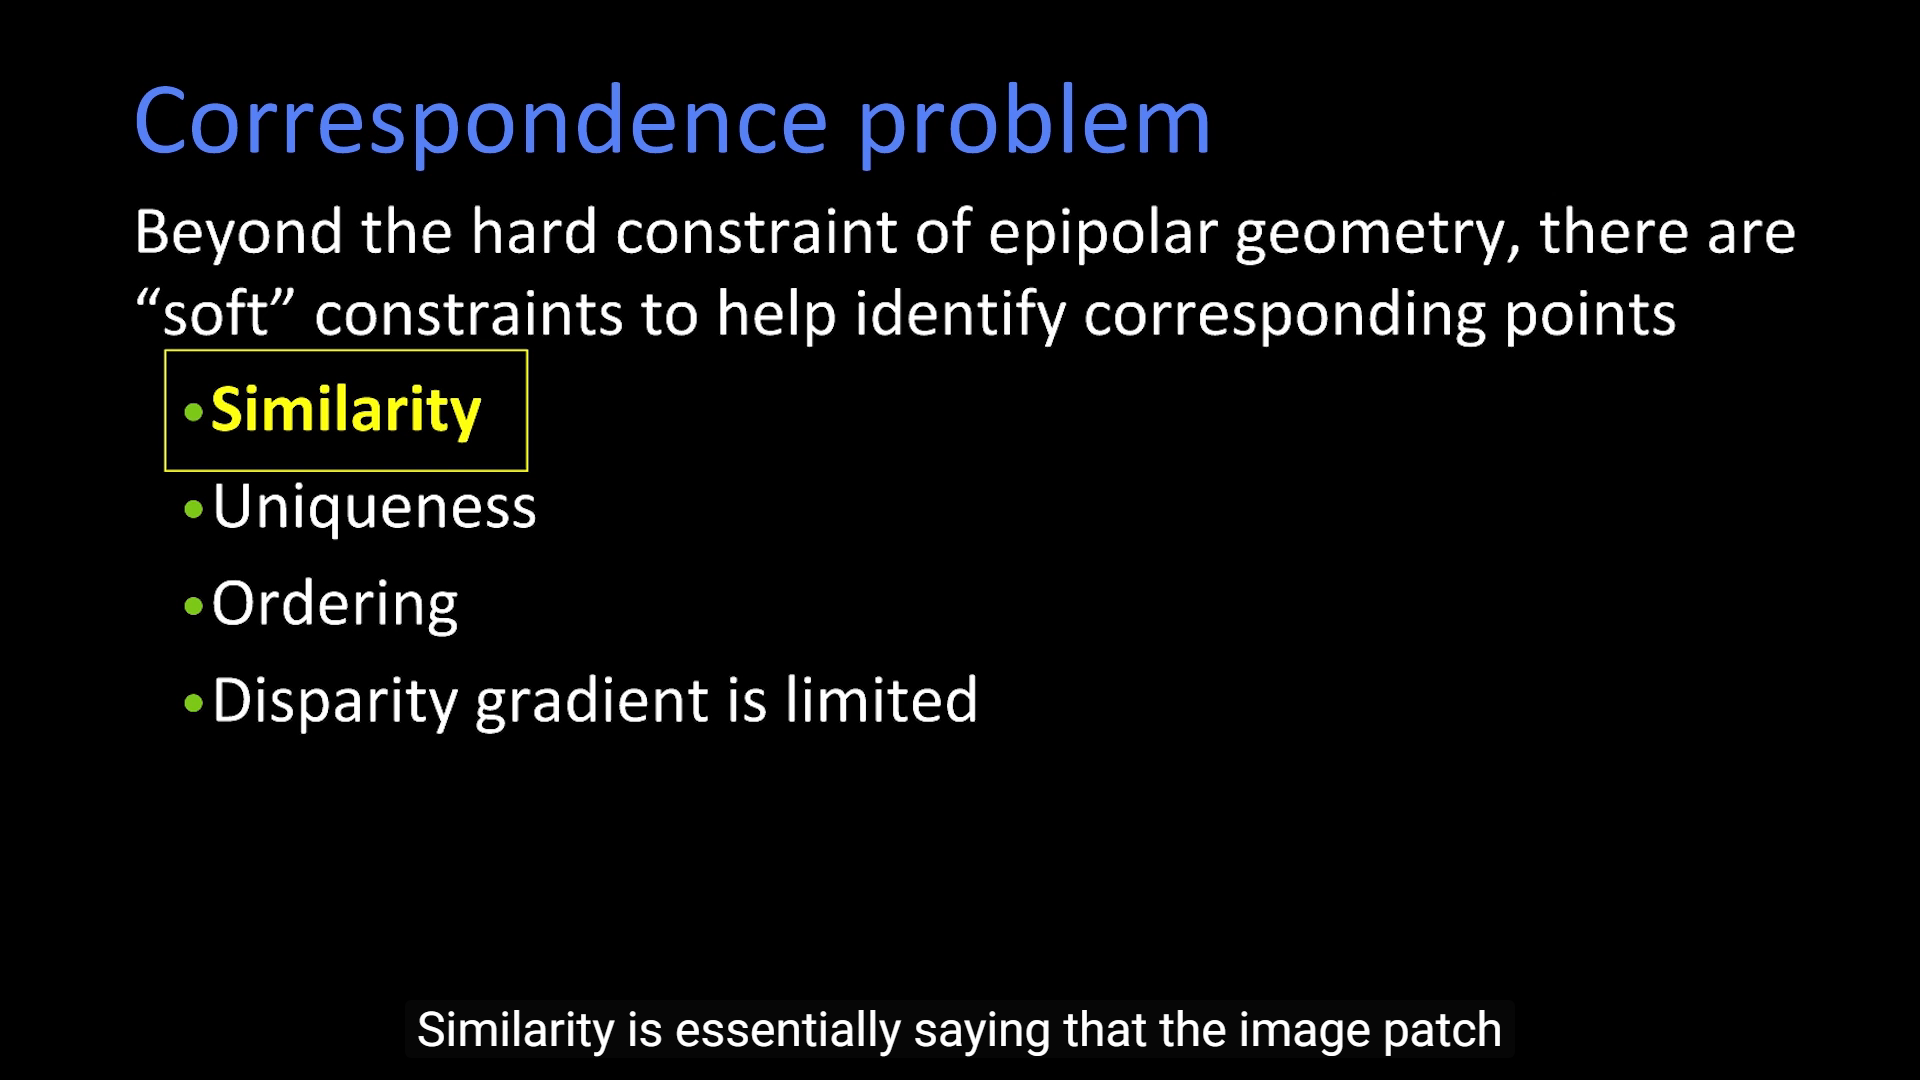 Correspondence problem
Beyond the hard constraint of epipolar geometry, there are
“soft” constraints to help identify corresponding points
•Similarity
•Uniqueness
•Ordering
•Disparity gradient is limited
Similarity is essentially saying that the image patch